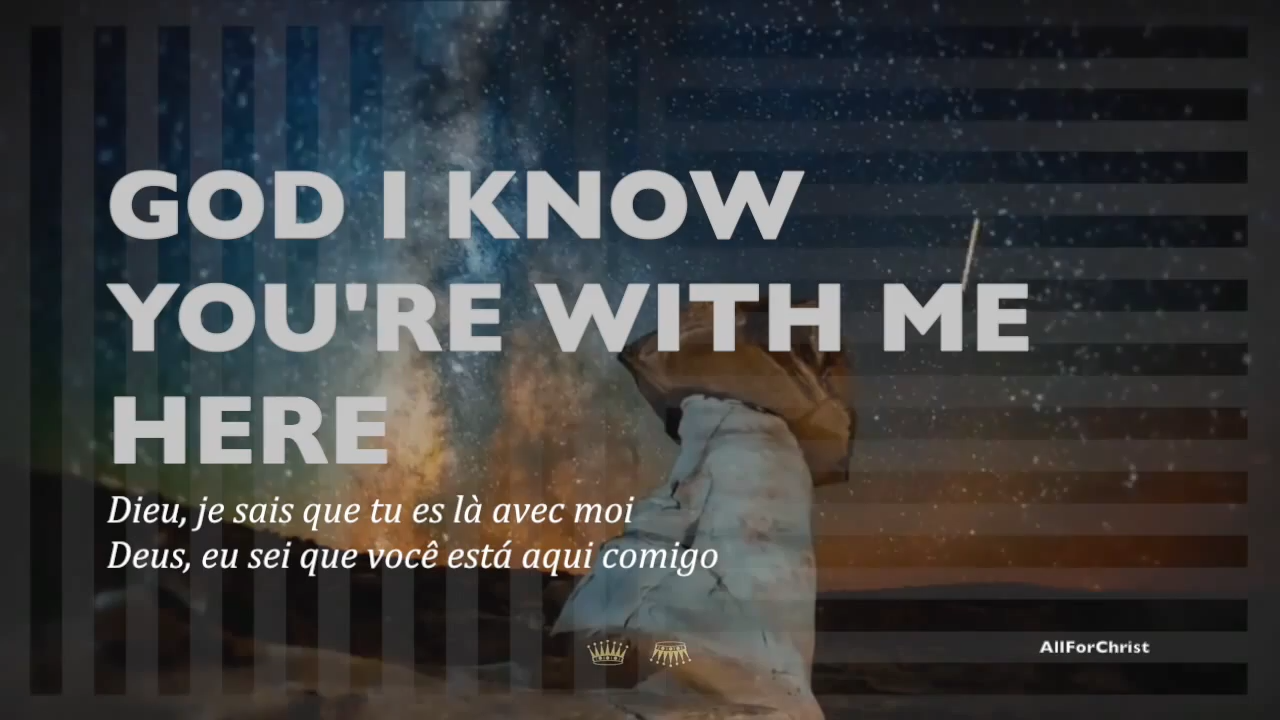 GOD I KNOW
YOU'RE WITH ME
HERE
Dieu, je sais que tu es là avec moi
Deus, eu sei que você está aqui comigo
AllForChrist